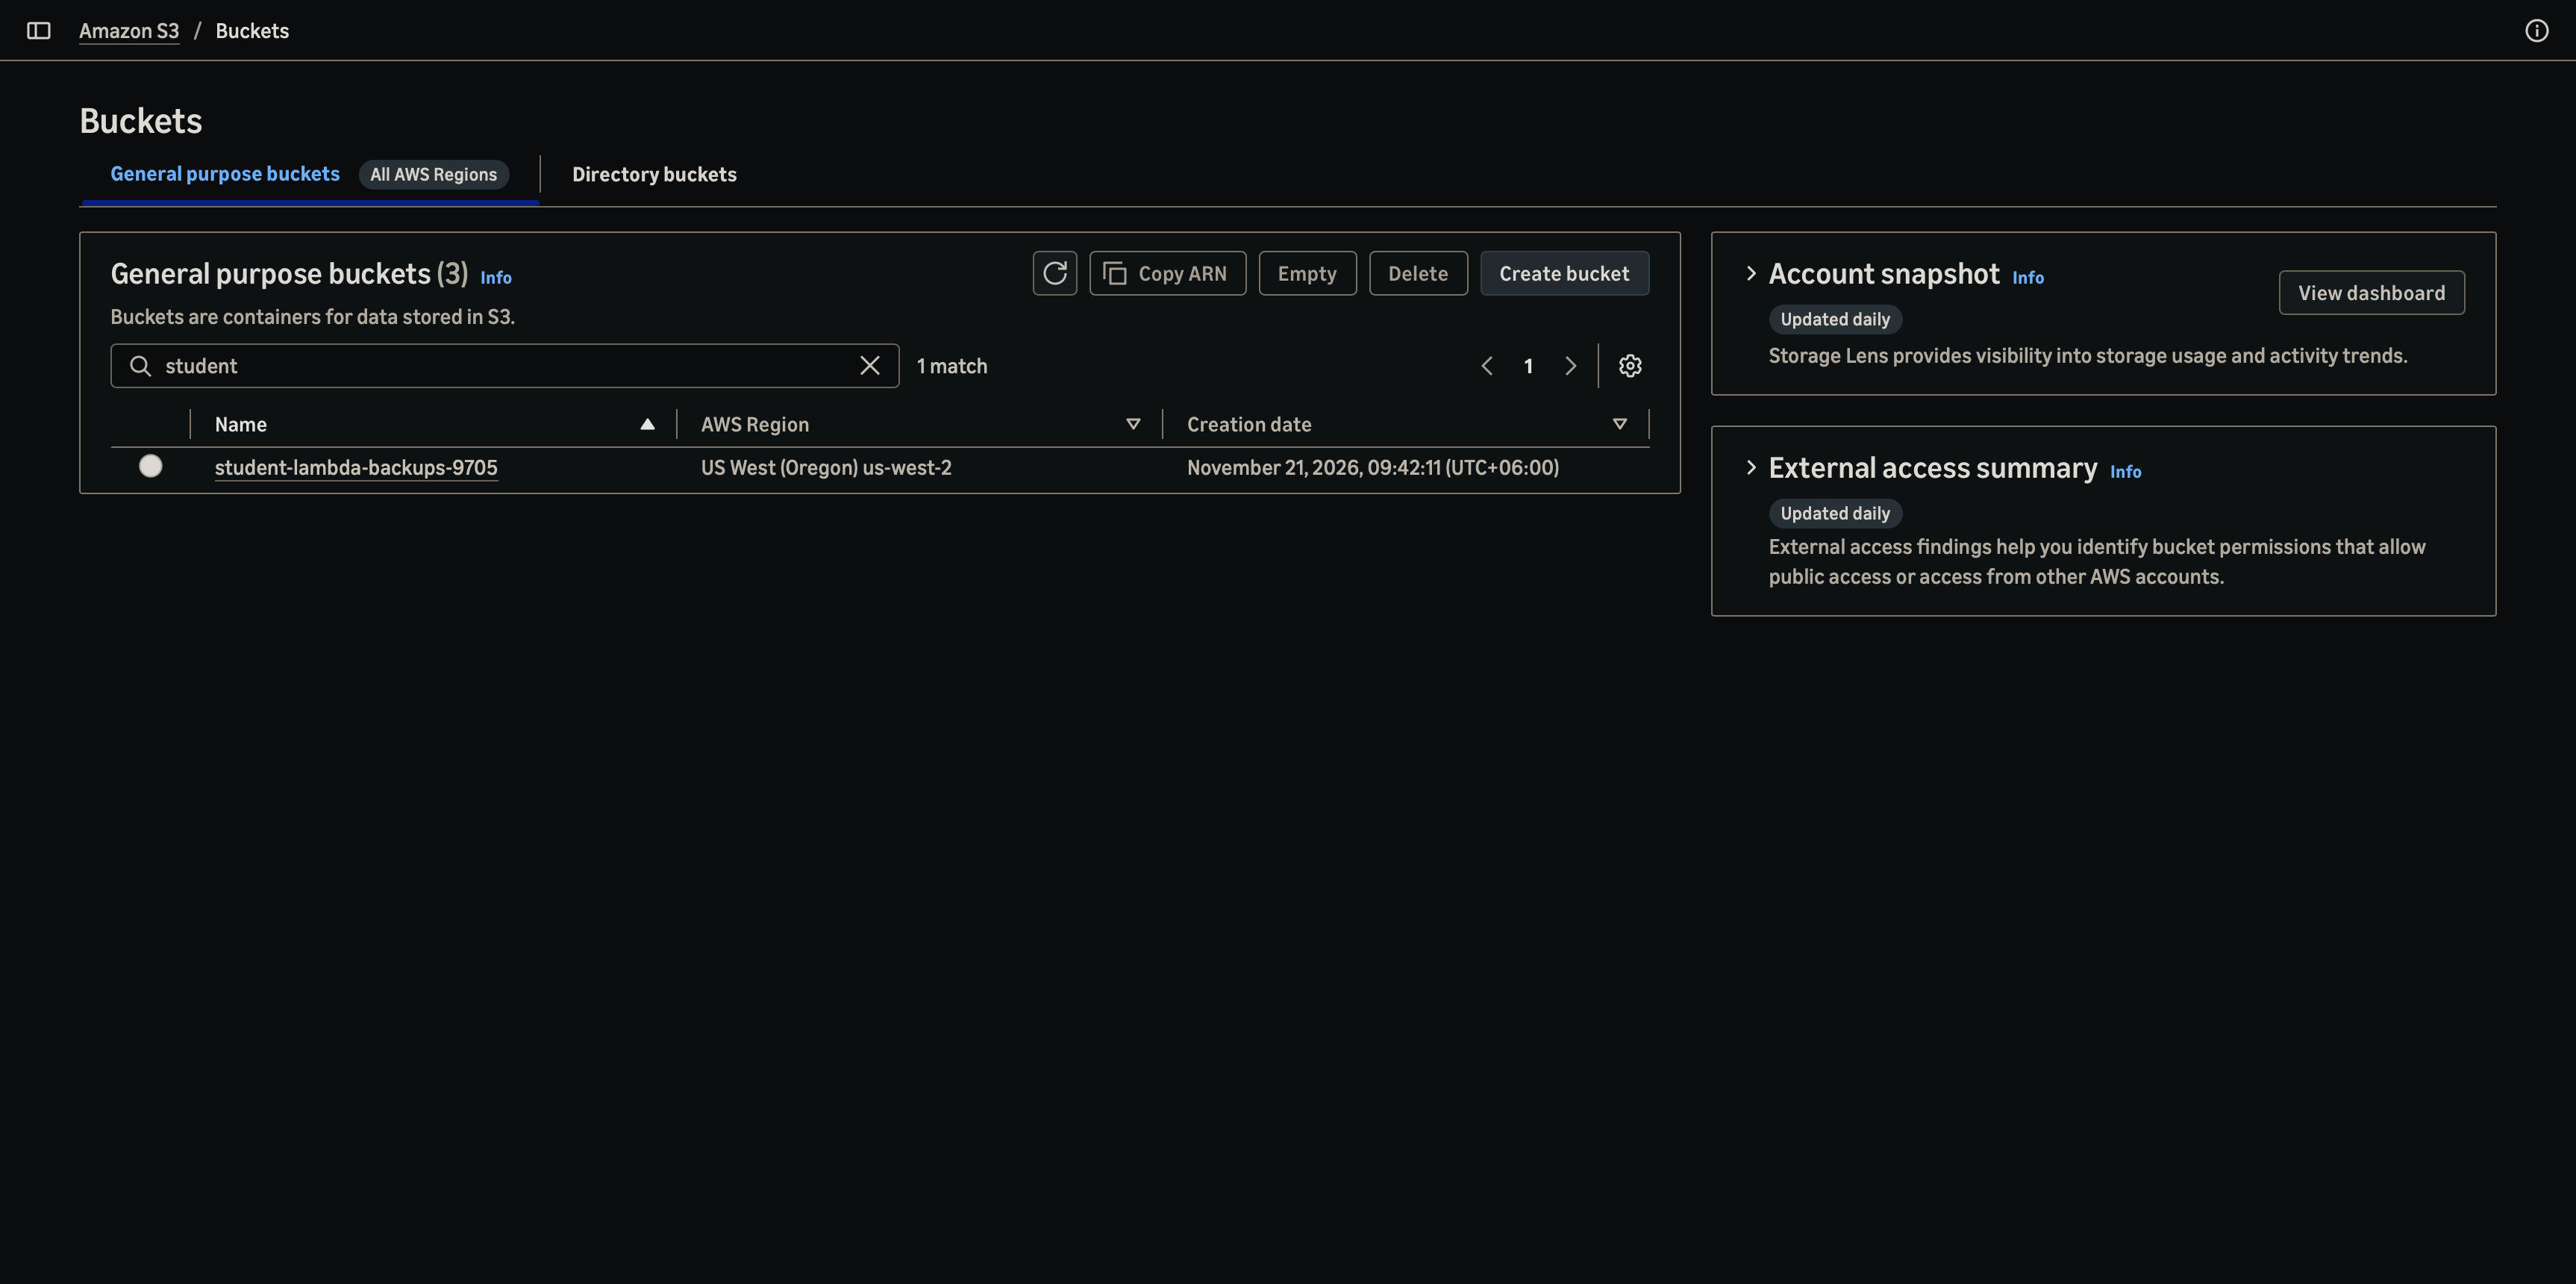 Amazon S3 / Buckets
Buckets
General purpose buckets All AWS Regions Directory buckets
General purpose buckets (3) Info
Copy ARN Empty Delete Create bucket
Buckets are containers for data stored in S3.
student 1 match 1
Name AWS Region Creation date
student-lambda-backups-9705 US West (Oregon) us-west-2 November 21, 2026, 09:42:11 (UTC+06:00)
Account snapshot Info
View dashboard
Updated daily
Storage Lens provides visibility into storage usage and activity trends.
External access summary Info
Updated daily
External access findings help you identify bucket permissions that allow
public access or access from other AWS accounts.